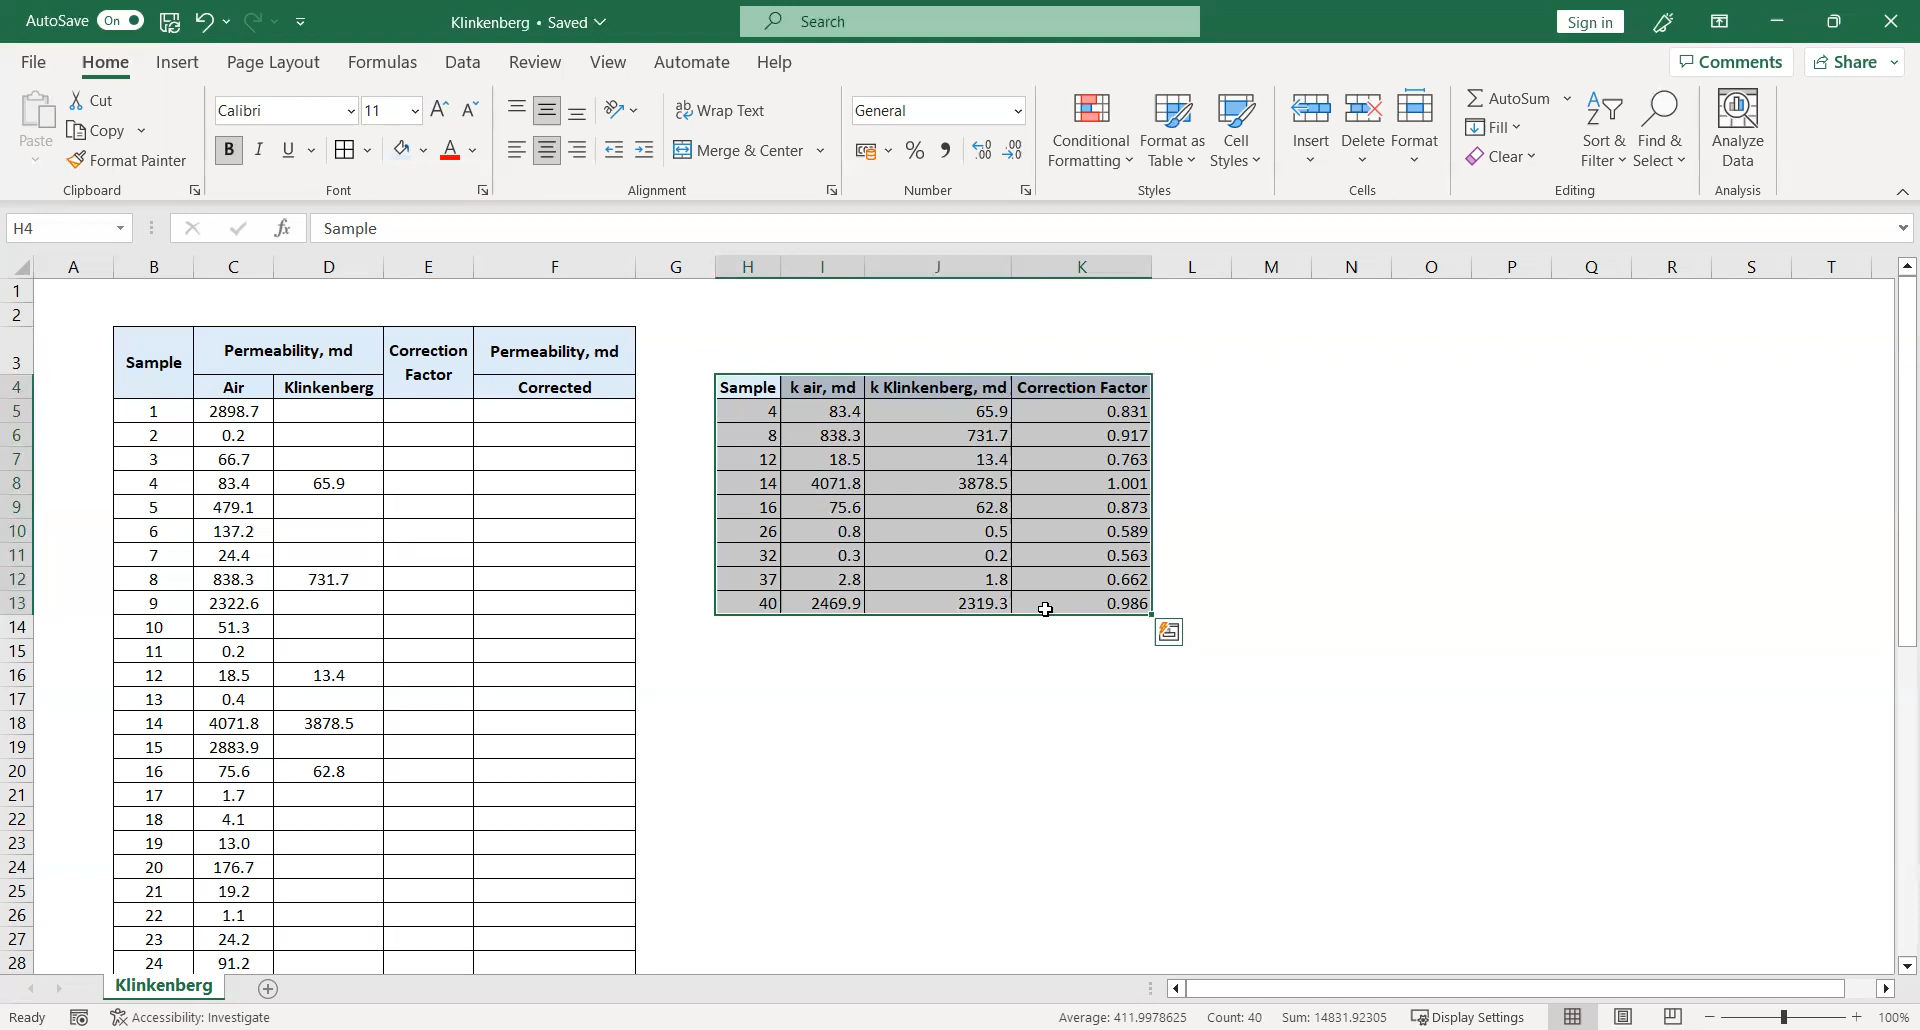 AutoSave On Klinkenberg • Saved Search Sign in
File Home Insert Page Layout Formulas Data Review View Automate Help Comments Share
Paste
Cut
Copy
Format Painter
Clipboard
Calibri 11
B I U A
Font
Wrap Text
Merge & Center
Alignment
General
% 9
Number
Conditional Formatting
Format as Table
Cell Styles
Styles
Insert Delete Format
Cells
AutoSum
Fill
Clear
Sort & Filter
Find & Select
Editing
Analyze Data
Analysis
H4 fx Sample
A B C D E F G H I J K L M N O P Q R S T
1
2
3 Sample Permeability, md Correction Factor Permeability, md
4 Air Klinkenberg Corrected Sample k air, md k Klinkenberg, md Correction Factor
5 1 2898.7 4 83.4 65.9 0.831
6 2 0.2 8 838.3 731.7 0.917
7 3 66.7 12 18.5 13.4 0.763
8 4 83.4 65.9 14 4071.8 3878.5 1.001
9 5 479.1 16 75.6 62.8 0.873
10 6 137.2 26 0.8 0.5 0.589
11 7 24.4 32 0.3 0.2 0.563
12 8 838.3 731.7 37 2.8 1.8 0.662
13 9 2322.6 40 2469.9 2319.3 0.986
14 10 51.3
15 11 0.2
16 12 18.5 13.4
17 13 0.4
18 14 4071.8 3878.5
19 15 2883.9
20 16 75.6 62.8
21 17 1.7
22 18 4.1
23 19 13.0
24 20 176.7
25 21 19.2
26 22 1.1
27 23 24.2
28 24 91.2
Klinkenberg
Ready Accessibility: Investigate Average: 411.9978625 Count: 40 Sum: 14831.92305 Display Settings 100%